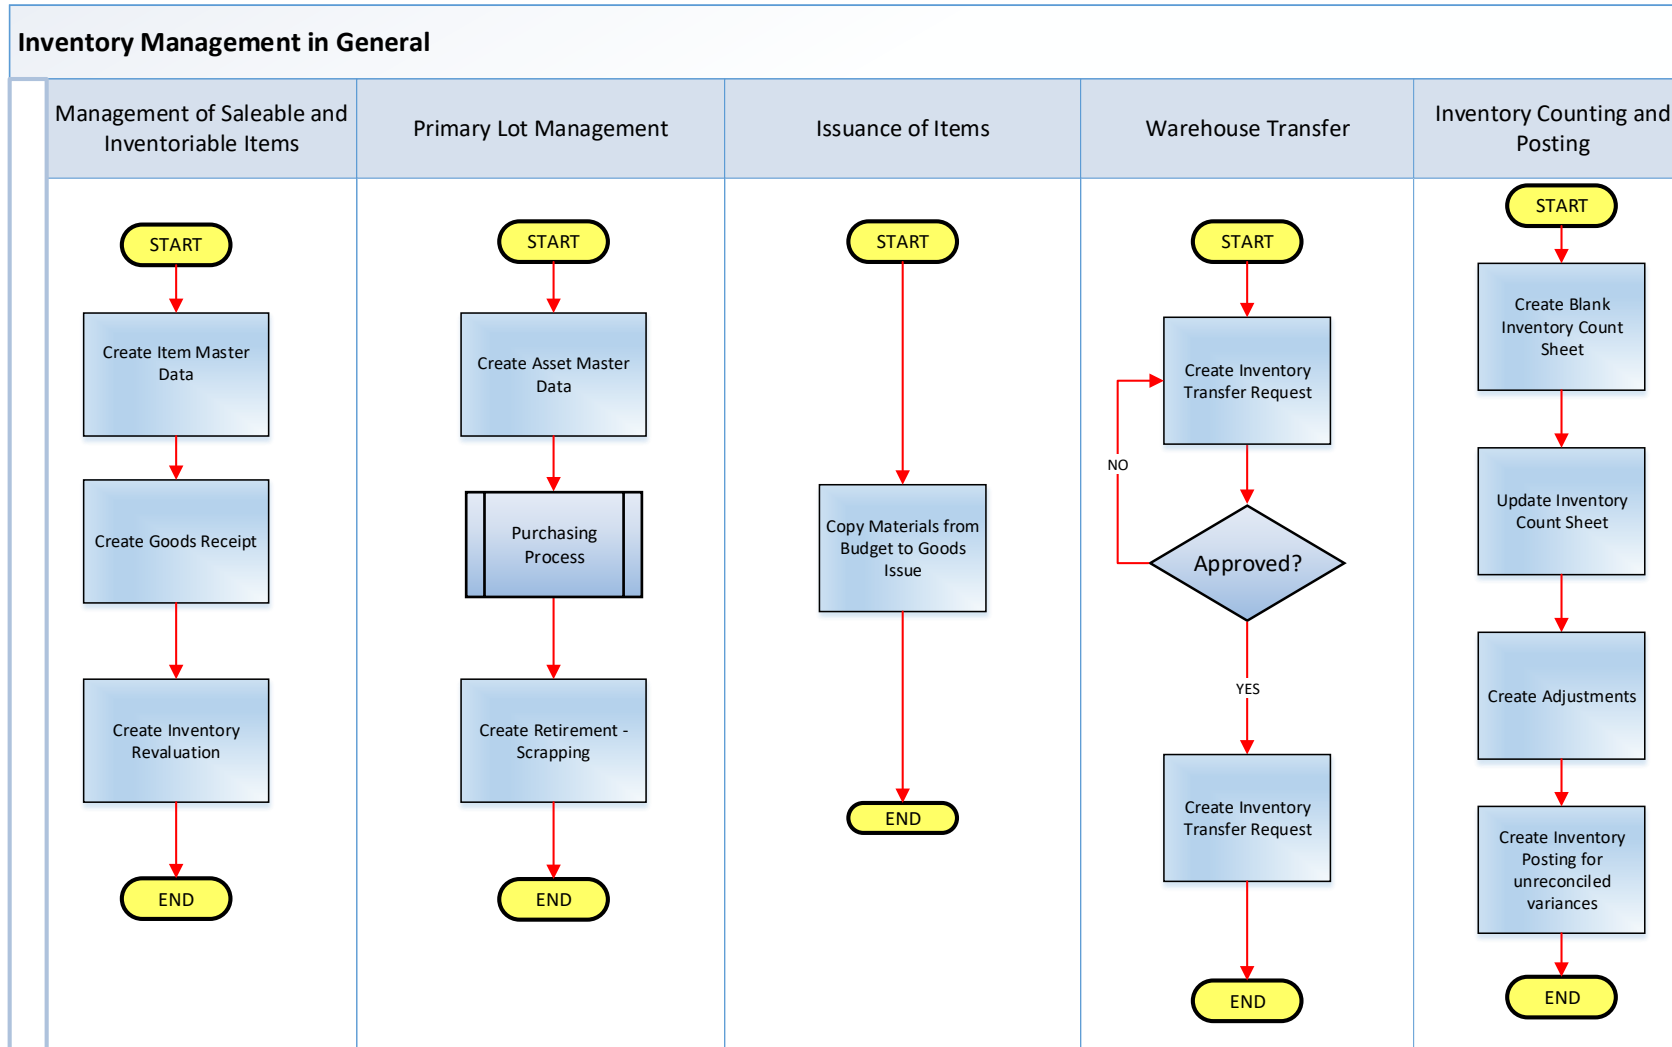 Inventory Management in General
Management of Saleable and
Inventoriable Items
Primary Lot Management
Issuance of Items
Warehouse Transfer
Inventory Counting and
Posting
START
Create Item Master
Data
Create Goods Receipt
Create Inventory
Revaluation
END
START
Create Asset Master
Data
Purchasing
Process
Create Retirement -
Scrapping
END
START
Copy Materials from
Budget to Goods
Issue
END
START
Create Inventory
Transfer Request
NO
Approved?
YES
Create Inventory
Transfer Request
END
START
Create Blank
Inventory Count
Sheet
Update Inventory
Count Sheet
Create Adjustments
Create Inventory
Posting for
unreconciled
variances
END